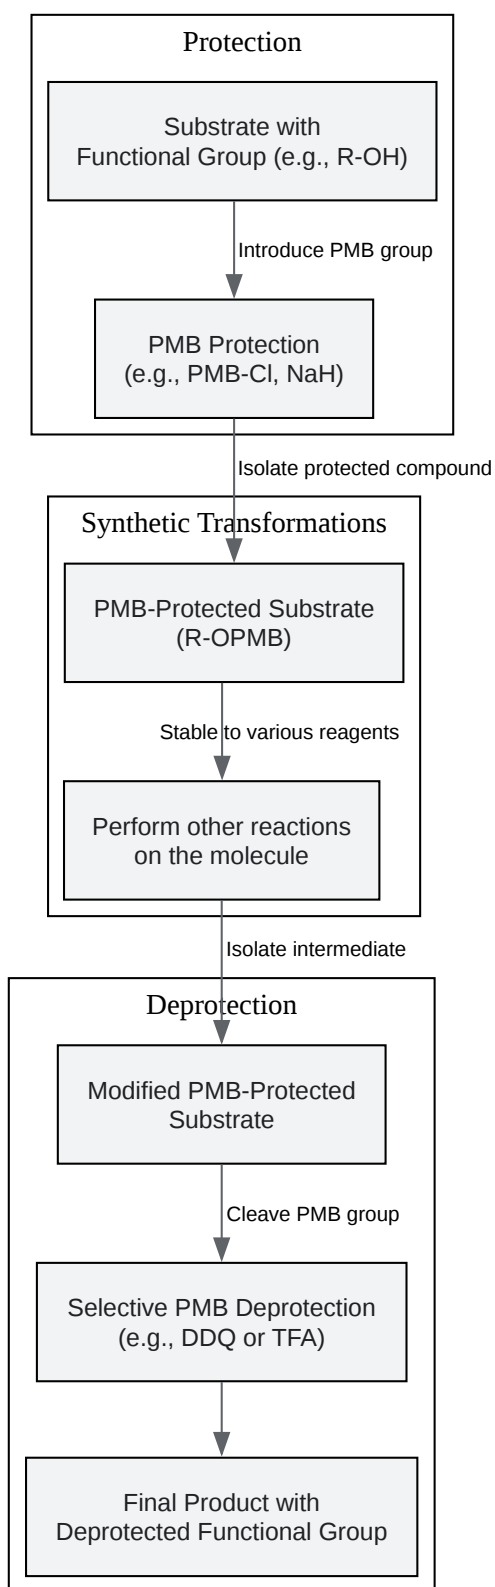 Protection
Substrate with
Functional Group (e.g., R-OH)
Introduce PMB group
PMB Protection
(e.g., PMB-Cl, NaH)
Isolate protected compound
Synthetic Transformations
PMB-Protected Substrate
(R-OPMB)
Stable to various reagents
Perform other reactions
on the molecule
Isolate intermediate
Deprotection
Modified PMB-Protected
Substrate
Cleave PMB group
Selective PMB Deprotection
(e.g., DDQ or TFA)
Final Product with
Deprotected Functional Group